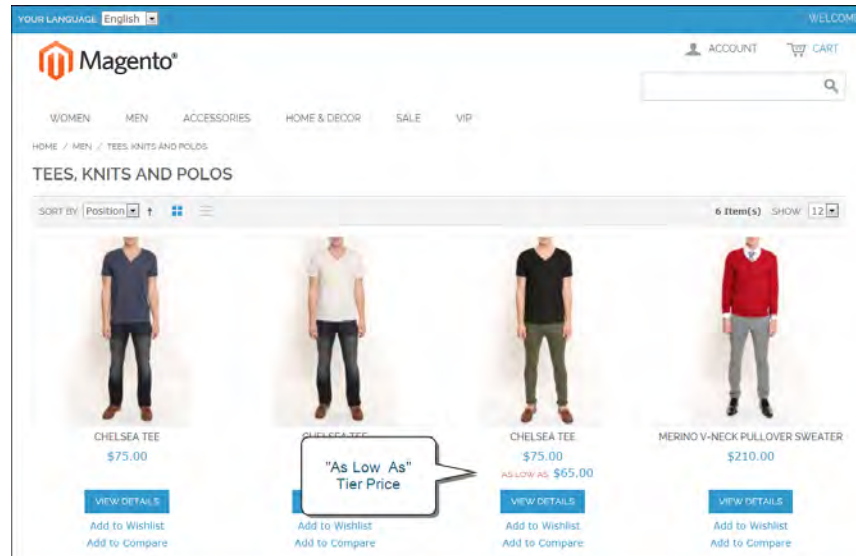 YOUR LANGUAGE: English WELCOME
Magento®
ACCOUNT CART
WOMEN MEN ACCESSORIES HOME & DECOR SALE VIP
HOME / MEN / TEES, KNITS AND POLOS
TEES, KNITS AND POLOS
SORT BY Position 6 Item(s) SHOW 12
CHELSEA TEE CHELSEA TEE CHELSEA TEE MERINO V-NECK PULLOVER SWEATER
$75.00 $75.00 $210.00
AS LOW AS: $65.00
"As Low As"
Tier Price
VIEW DETAILS VIEW DETAILS VIEW DETAILS
Add to Wishlist Add to Wishlist Add to Wishlist Add to Wishlist
Add to Compare Add to Compare Add to Compare Add to Compare